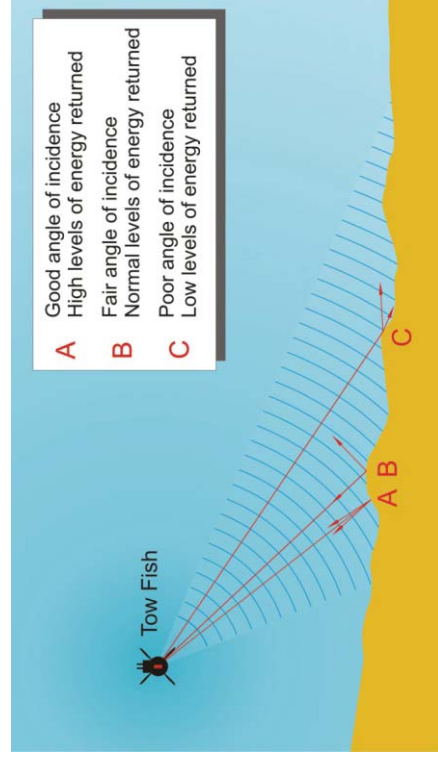 A Good angle of incidence
High levels of energy returned
B Fair angle of incidence
Normal levels of energy returned
C Poor angle of incidence
Low levels of energy returned
Tow Fish
A B
C